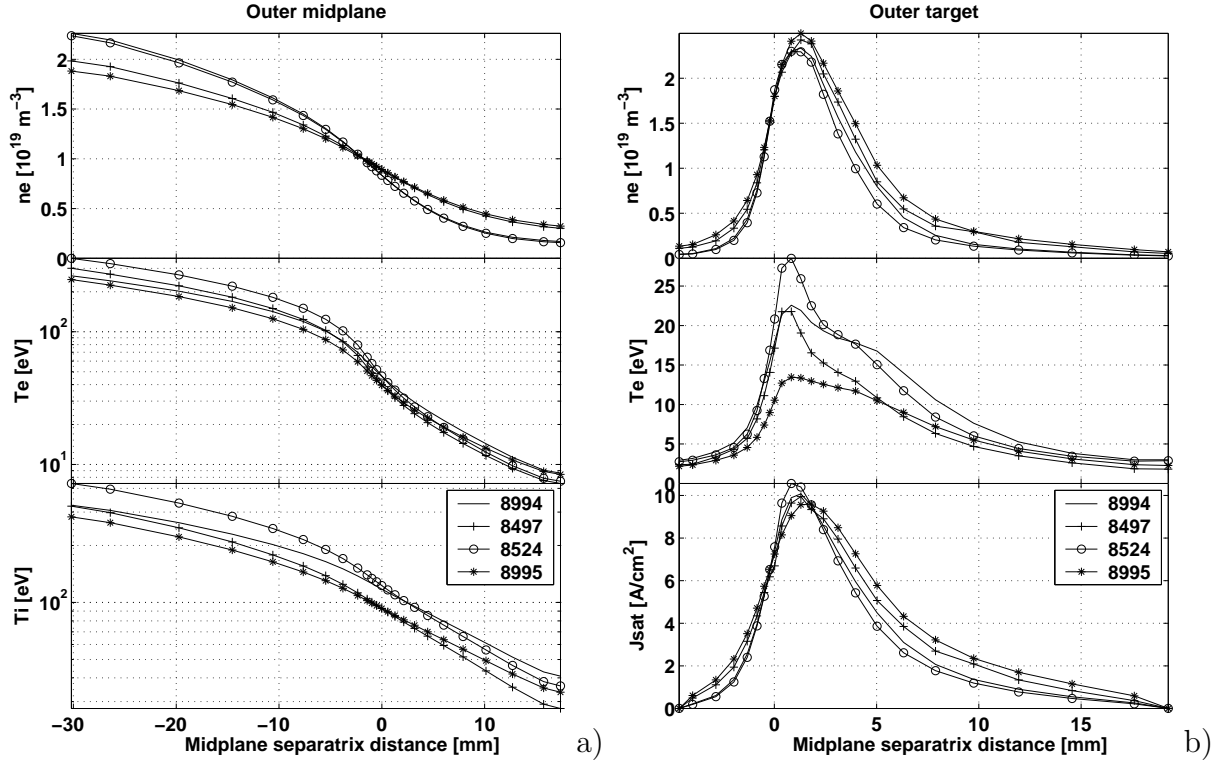 Outer midplane
2
1.5
1
0.5
0
ne [10^19 m^−3]
10^2
10^1
Te [eV]
10^2
Ti [eV]
8994
8497
8524
8995
−30 −20 −10 0 10
Midplane separatrix distance [mm]
a)
Outer target
2.5
2
1.5
1
0.5
0
ne [10^19 m^−3]
25
20
15
10
5
0
Te [eV]
10
8
6
4
2
0
Jsat [A/cm^2]
8994
8497
8524
8995
0 5 10 15
Midplane separatrix distance [mm]
b)